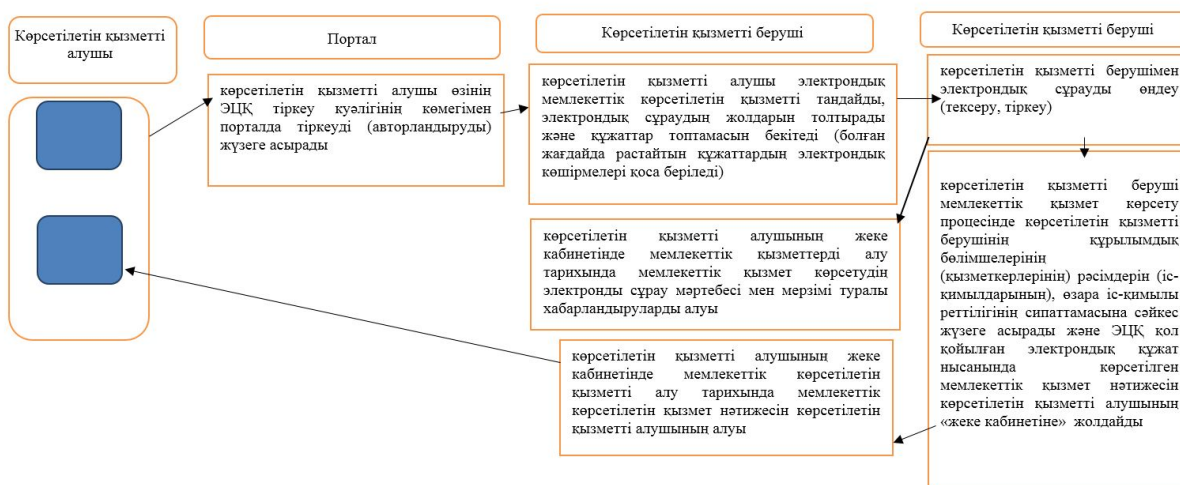 Көрсетілетін қызметті
алушы
Портал
Көрсетілетін қызметті беруші
Көрсетілетін қызметті беруші
көрсетілетін қызметті алушы өзінің
ЭЦҚ тіркеу куәлігінің көмегімен
порталда тіркеуді (авторландыруды)
жүзеге асырады
көрсетілетін қызметті алушы электрондық
мемлекеттік көрсетілетін қызметті тандайды,
электрондық сұраудың жолдарын толтырады
және құжаттар топтамасын бекітеді (болған
жағдайда растайтын құжаттардың электрондық
көшірмелері қоса беріледі)
көрсетілетін қызметті берушімен
электрондық сұрауды өндеу
(тексеру, тіркеу)
көрсетілетін қызметті алушының жеке
кабинетінде мемлекеттік қызметтерді алу
тарихында мемлекеттік қызмет көрсетудің
электронды сұрау мәртебесі мен мерзімі туралы
хабарландыруларды алуы
көрсетілетін қызметті беруші
мемлекеттік қызмет көрсету
процесінде көрсетілетін қызметті
берушінің құрылымдық
бөлімшелерінің
(қызметкерлерінің) рәсімдерін (іс-
қимылдарының), өзара іс-қимылы
реттілігінің сипаттамасына сәйкес
жүзеге асырады және ЭЦҚ қол
қойылған электрондық құжат
нысанында көрсетілген
мемлекеттік қызмет нәтижесін
көрсетілетін қызметті алушының
«жеке кабинетіне» жолдайды
көрсетілетін қызметті алушының жеке
кабинетінде мемлекеттік көрсетілетін
қызметті алу тарихында мемлекеттік
көрсетілетін қызмет нәтижесін көрсетілетін
қызметті алушының алуы